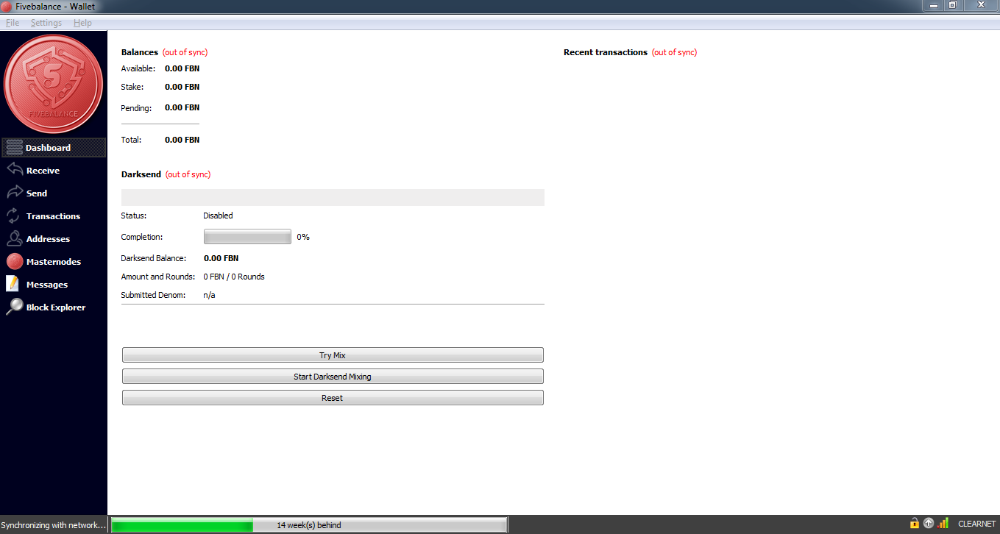 Fivebalance - Wallet
File Settings Help
S
FIVEBALANCE
Dashboard
Receive
Send
Transactions
Addresses
Masternodes
Messages
Block Explorer
Balances (out of sync)
Available: 0.00 FBN
Stake: 0.00 FBN
Pending: 0.00 FBN
Total: 0.00 FBN
Darksend (out of sync)
Status: Disabled
Completion: 0%
Darksend Balance: 0.00 FBN
Amount and Rounds: 0 FBN / 0 Rounds
Submitted Denom: n/a
Try Mix
Start Darksend Mixing
Reset
Recent transactions (out of sync)
Synchronizing with network... 14 week(s) behind CLEARNET